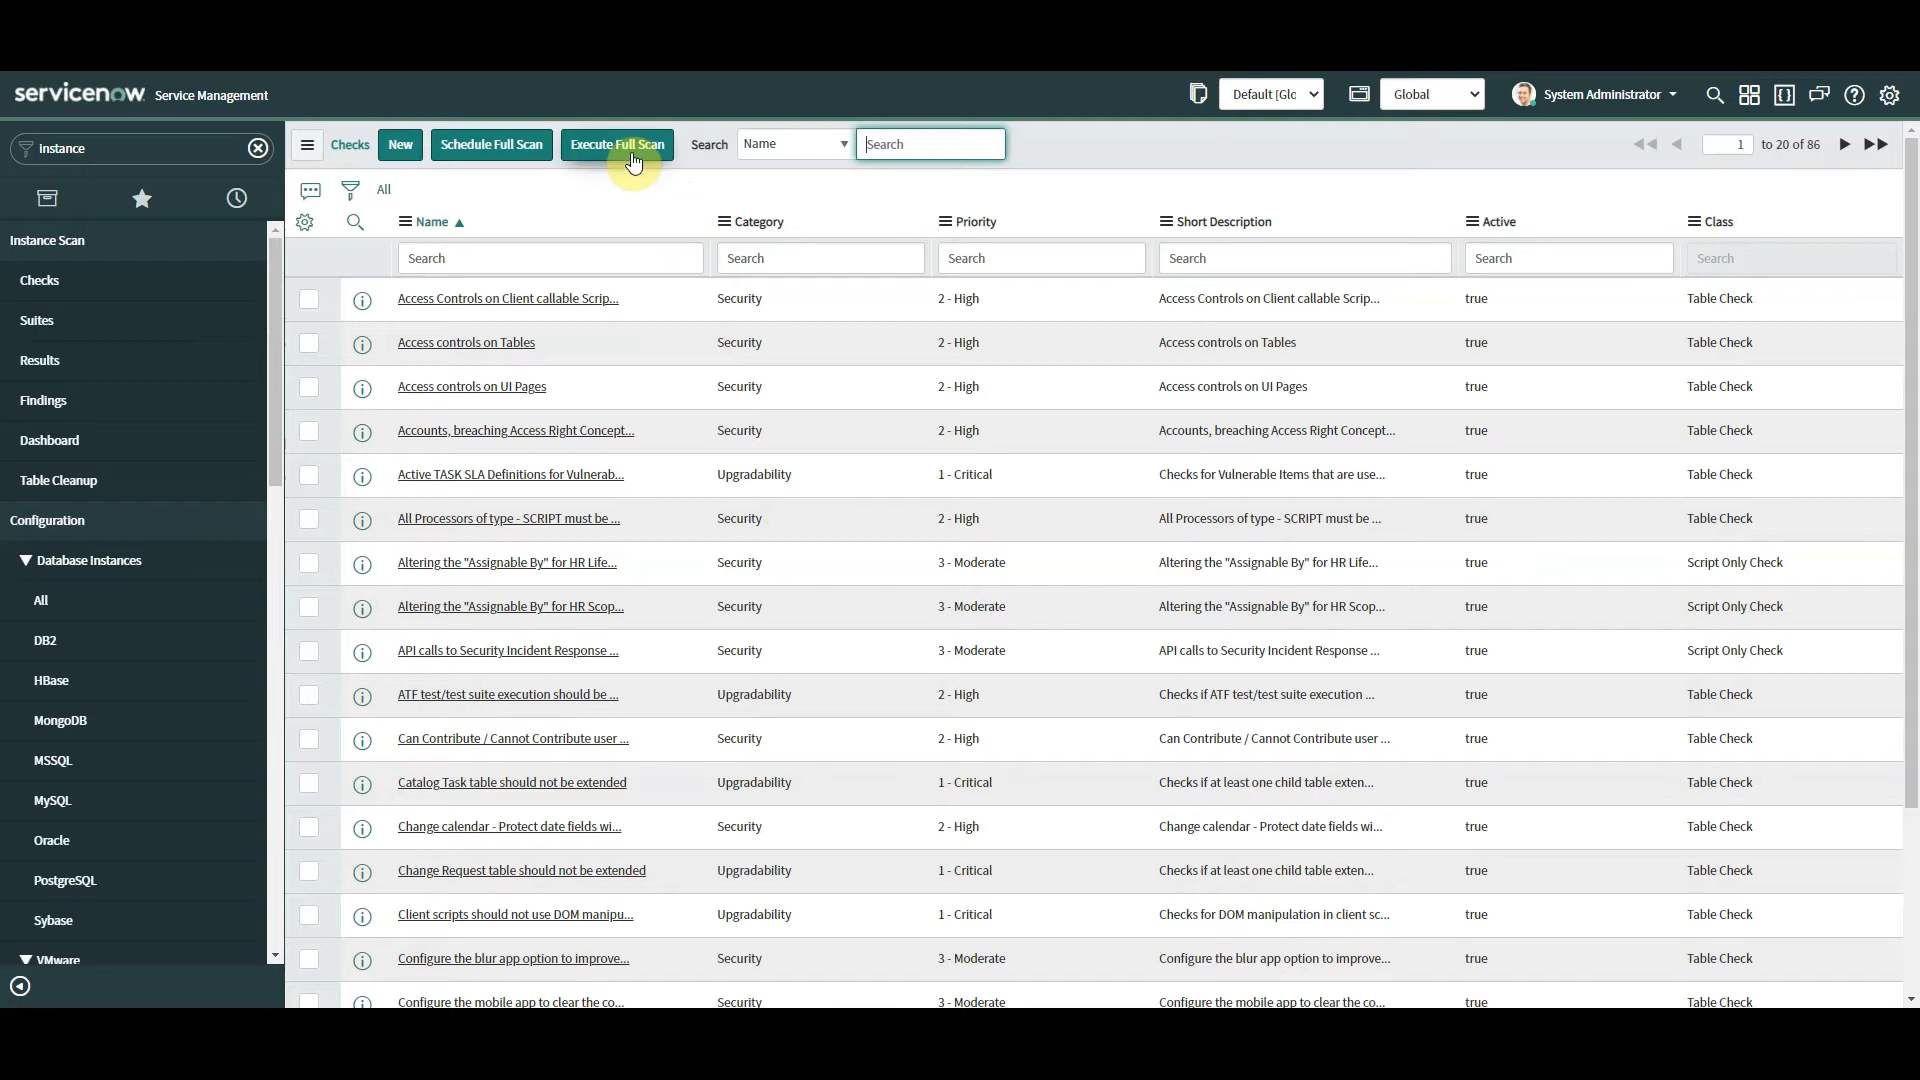 servicenow Service Management
Default [Glo
Global
System Administrator
instance
Checks New Schedule Full Scan Execute Full Scan Search Name Search 1 to 20 of 86
All
Name Category Priority Short Description Active Class
Search Search Search Search Search Search
Instance Scan
Checks
Suites
Results
Findings
Dashboard
Table Cleanup
Configuration
Database Instances
All
DB2
HBase
MongoDB
MSSQL
MySQL
Oracle
PostgreSQL
Sybase
VMware
Access Controls on Client callable Scrip... Security 2 - High Access Controls on Client callable Scrip... true Table Check
Access controls on Tables Security 2 - High Access controls on Tables true Table Check
Access controls on UI Pages Security 2 - High Access controls on UI Pages true Table Check
Accounts, breaching Access Right Concept... Security 2 - High Accounts, breaching Access Right Concept... true Table Check
Active TASK SLA Definitions for Vulnerab... Upgradability 1 - Critical Checks for Vulnerable Items that are use... true Table Check
All Processors of type - SCRIPT must be ... Security 2 - High All Processors of type - SCRIPT must be ... true Table Check
Altering the "Assignable By" for HR Life... Security 3 - Moderate Altering the "Assignable By" for HR Life... true Script Only Check
Altering the "Assignable By" for HR Scop... Security 3 - Moderate Altering the "Assignable By" for HR Scop... true Script Only Check
API calls to Security Incident Response ... Security 3 - Moderate API calls to Security Incident Response ... true Script Only Check
ATF test/test suite execution should be ... Upgradability 2 - High Checks if ATF test/test suite execution ... true Table Check
Can Contribute / Cannot Contribute user ... Security 2 - High Can Contribute / Cannot Contribute user ... true Table Check
Catalog Task table should not be extended Upgradability 1 - Critical Checks if at least one child table exten... true Table Check
Change calendar - Protect date fields wi... Security 2 - High Change calendar - Protect date fields wi... true Table Check
Change Request table should not be extended Upgradability 1 - Critical Checks if at least one child table exten... true Table Check
Client scripts should not use DOM manipu... Upgradability 1 - Critical Checks for DOM manipulation in client sc... true Table Check
Configure the blur app option to improve... Security 3 - Moderate Configure the blur app option to improve... true Table Check
Configure the mobile app to clear the co... Security 3 - Moderate Configure the mobile app to clear the co... true Table Check